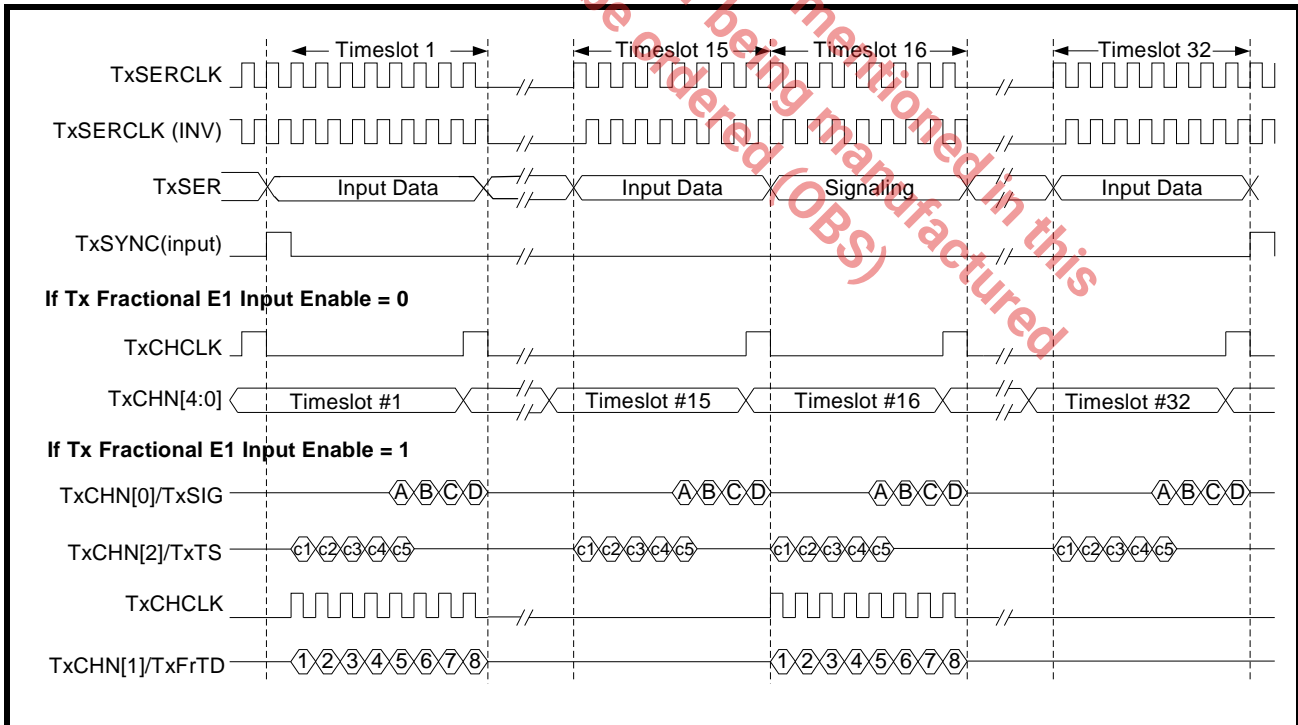 mentioned in this
being manufactured
be ordered (OBS)
Timeslot 1 Timeslot 15 Timeslot 16 Timeslot 32
TxSERCLK
TxSERCLK (INV)
TxSER Input Data Input Data Signaling Input Data
TxSYNC(input)
If Tx Fractional E1 Input Enable = 0
TxCHCLK
TxCHN[4:0] Timeslot #1 Timeslot #15 Timeslot #16 Timeslot #32
If Tx Fractional E1 Input Enable = 1
TxCHN[0]/TxSIG A B C D A B C D A B C D A B C D
TxCHN[2]/TxTS c1 c2 c3 c4 c5 c1 c2 c3 c4 c5 c1 c2 c3 c4 c5 c1 c2 c3 c4 c5
TxCHCLK
TxCHN[1]/TxFrTD 1 2 3 4 5 6 7 8 1 2 3 4 5 6 7 8